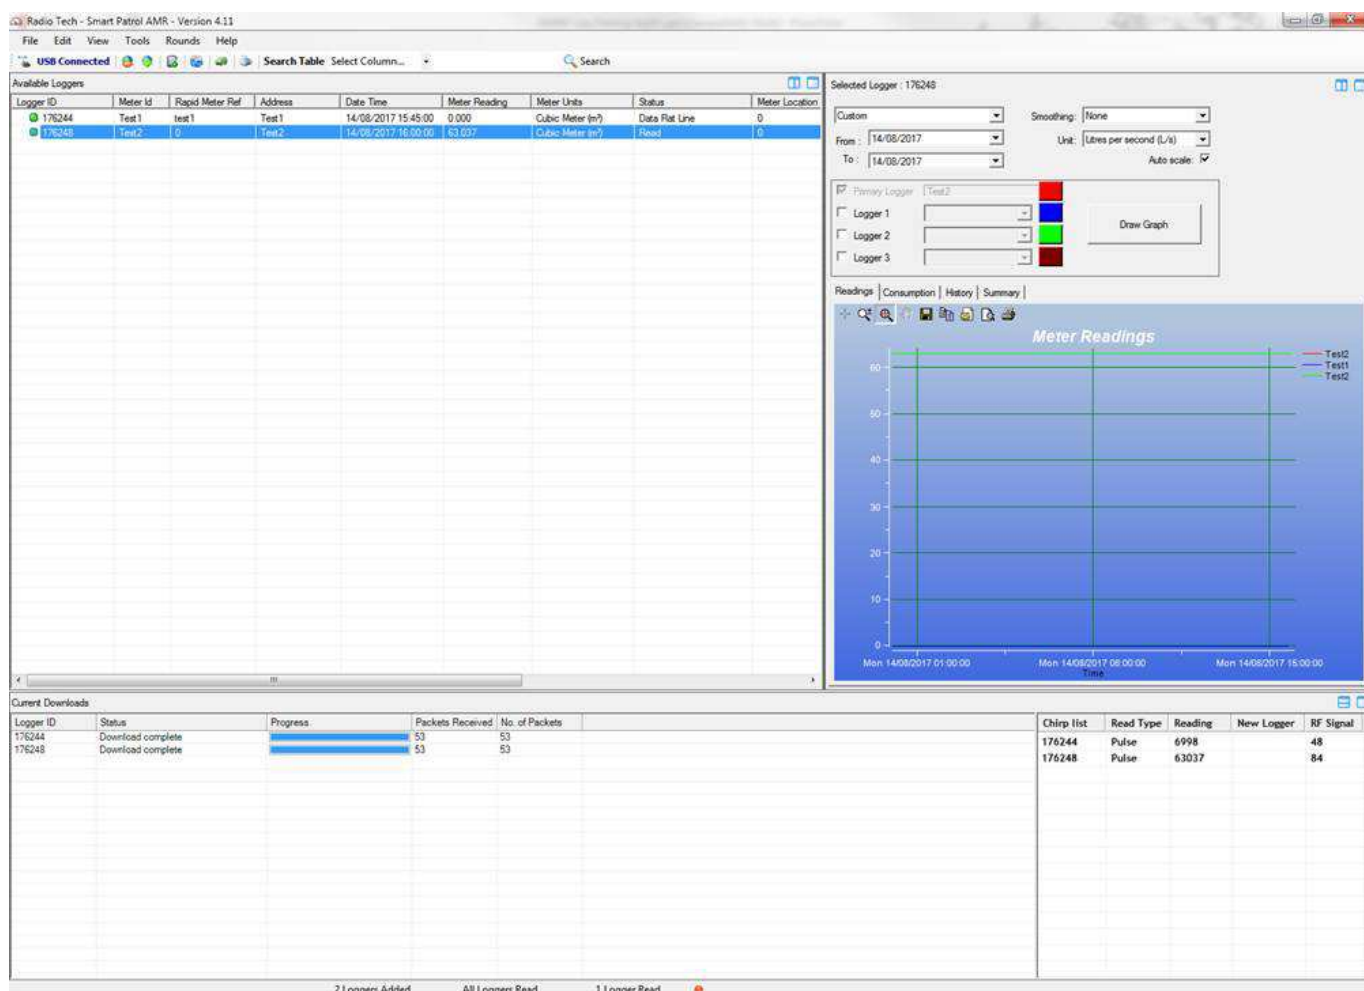 Radio Tech - Smart Patrol AMR - Version 4.11
File Edit View Tools Rounds Help
USB Connected Search Table Select Column... Search
Available Loggers
Logger ID Meter Id Rapid Meter Ref Address Date Time Meter Reading Meter Units Status Meter Location
176244 Test1 test1 Test1 14/08/2017 15:45:00 0.000 Cubic Meter (m³) Data Flat Line 0
176248 Test2 0 Test2 14/08/2017 16:00:00 63.037 Cubic Meter (m³) Read 0
Selected Logger : 176248
Custom Smoothing: None
From : 14/08/2017 Unit: Litres per second (L/s)
To : 14/08/2017 Auto scale:
Primary Logger Test2
Logger 1
Logger 2
Logger 3
Draw Graph
Readings Consumption History Summary
Meter Readings
Test2
Test1
Test2
60
50
40
30
20
10
0
Mon 14/08/2017 01:00:00 Mon 14/08/2017 08:00:00 Mon 14/08/2017 15:00:00
Time
Current Downloads
Logger ID Status Progress Packets Received No. of Packets
176244 Download complete 53 53
176248 Download complete 53 53
Chirp list Read Type Reading New Logger RF Signal
176244 Pulse 6998 48
176248 Pulse 63037 84
2 Loggers Added All Loggers Read 1 Logger Read